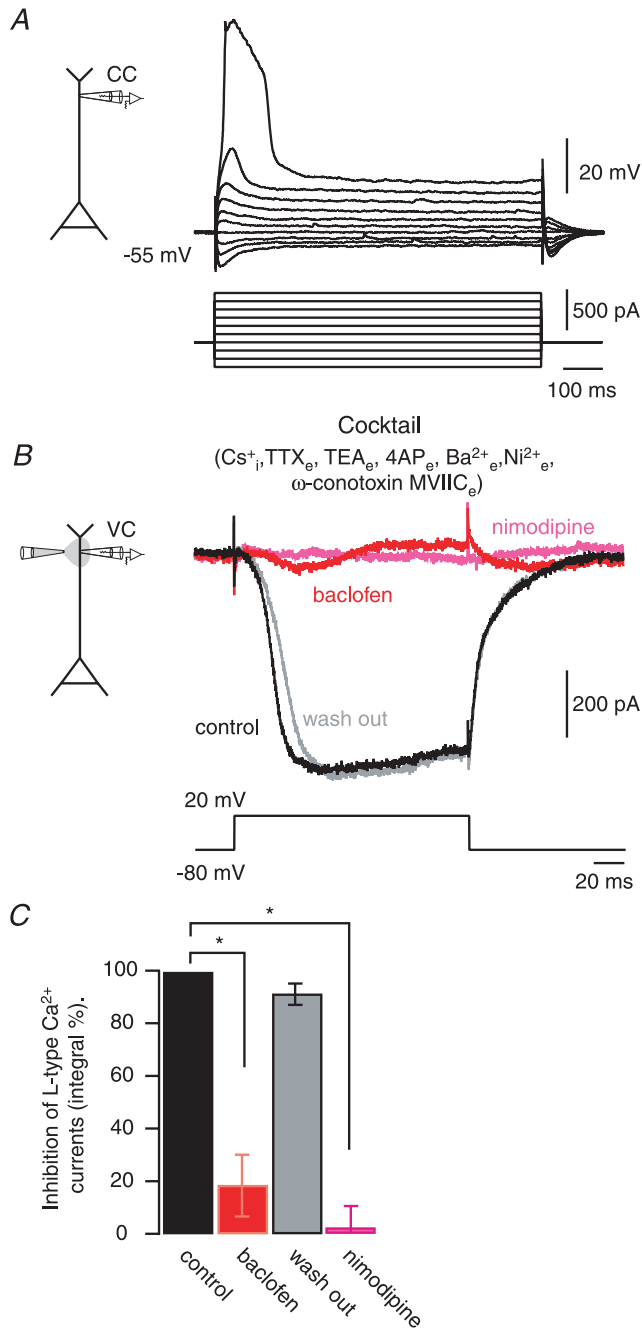 A
CC
20 mV
-55 mV
500 pA
100 ms
Cocktail
B
(Cs⁺ᵢ,TTXₑ, TEAₑ, 4APₑ, Ba²⁺ₑ,Ni²⁺ₑ,
ω-conotoxin MVIICₑ)
VC
nimodipine
baclofen
200 pA
wash out
control
20 mV
-80 mV
20 ms
C
*
*
Inhibition of L-type Ca²⁺
currents (integral %).
100
80
60
40
20
0
control
baclofen
wash out
nimodipine